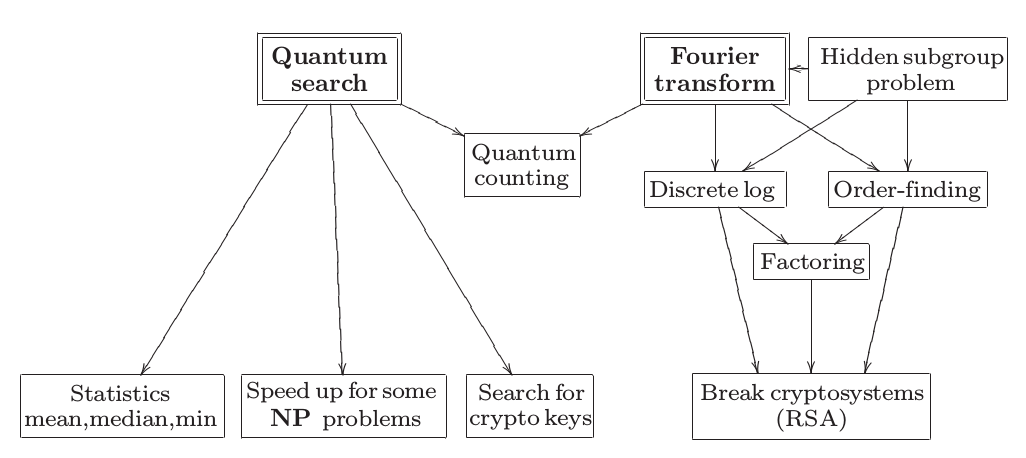 Quantum
search
Fourier
transform
Hidden subgroup
problem
Quantum
counting
Discrete log
Order-finding
Factoring
Statistics
mean,median,min
Speed up for some
NP problems
Search for
crypto keys
Break cryptosystems
(RSA)